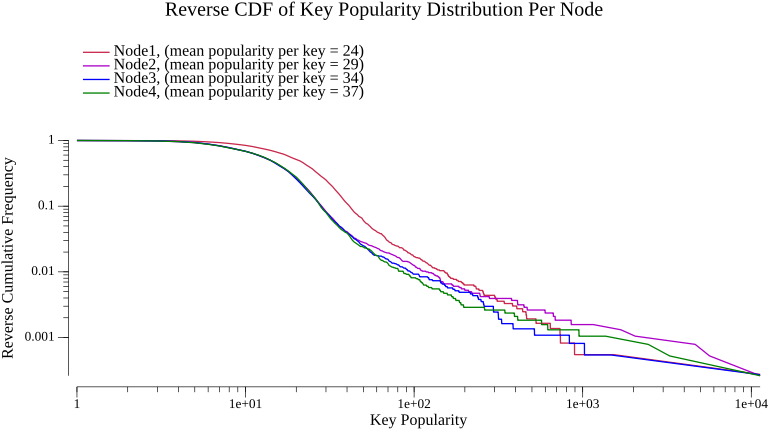 Reverse CDF of Key Popularity Distribution Per Node
Node1, (mean popularity per key = 24)
Node2, (mean popularity per key = 29)
Node3, (mean popularity per key = 34)
Node4, (mean popularity per key = 37)
Reverse Cumulative Frequency
1
0.1
0.01
0.001
1 1e+01 1e+02 1e+03 1e+04
Key Popularity